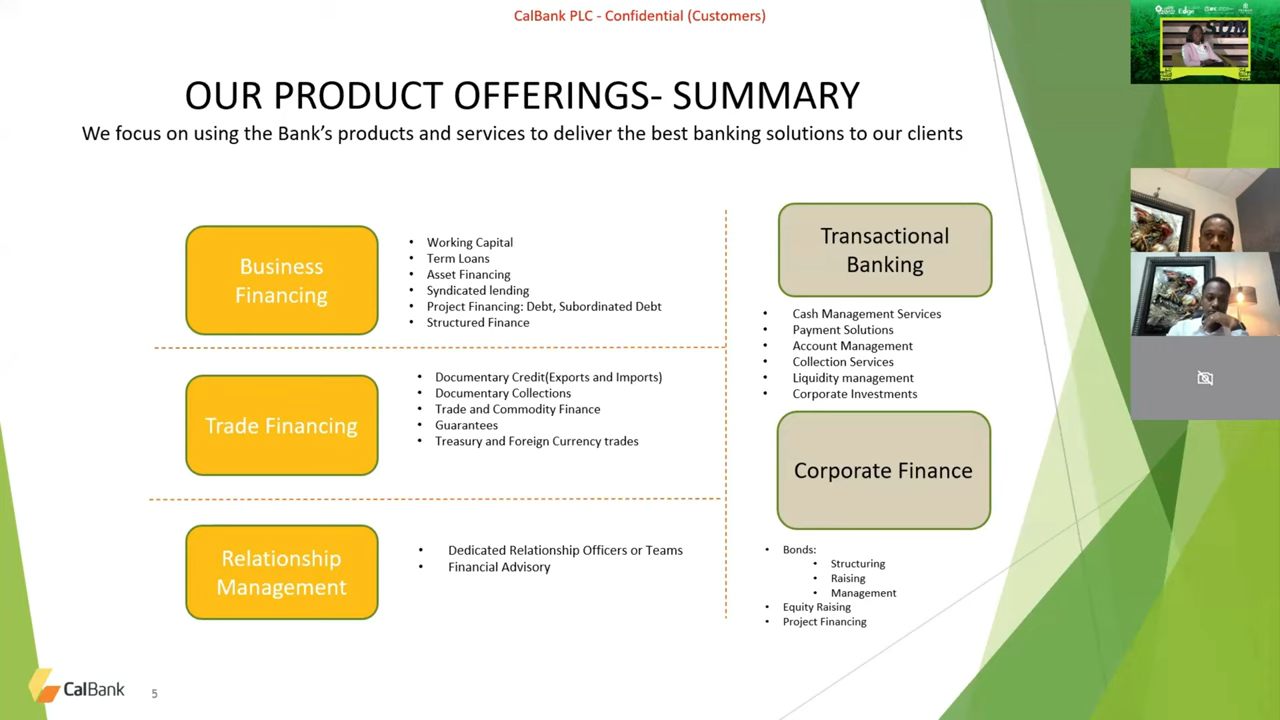 CalBank PLC - Confidential (Customers)
OUR PRODUCT OFFERINGS- SUMMARY
We focus on using the Bank's products and services to deliver the best banking solutions to our clients
Business
Financing
• Working Capital
• Term Loans
• Asset Financing
• Syndicated lending
• Project Financing: Debt, Subordinated Debt
• Structured Finance
Trade Financing
• Documentary Credit(Exports and Imports)
• Documentary Collections
• Trade and Commodity Finance
• Guarantees
• Treasury and Foreign Currency trades
Relationship
Management
• Dedicated Relationship Officers or Teams
• Financial Advisory
Transactional
Banking
• Cash Management Services
• Payment Solutions
• Account Management
• Collection Services
• Liquidity management
• Corporate Investments
Corporate Finance
• Bonds:
• Structuring
• Raising
• Management
• Equity Raising
• Project Financing
CalBank
5